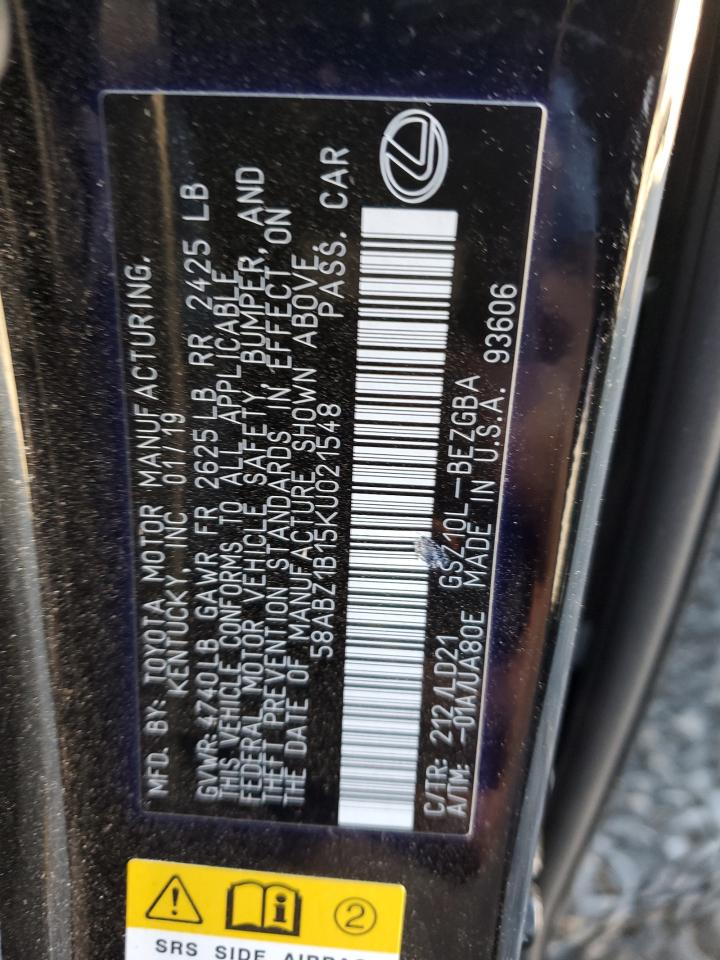 MFD. BY: TOYOTA MOTOR MANUFACTURING.
KENTUCKY, INC 01/19
GVWR:4740LB GAWR FR 2625 LB RR 2425 LB
THIS VEHICLE CONFORMS TO ALL APPLICABLE
FEDERAL MOTOR VEHICLE SAFETY BUMPER, AND
THEFT PREVENTION STANDARDS IN EFFECT ON
THE DATE OF MANUFACTURE SHOWN ABOVE.
58ABZ1B15KU021548 PASS. CAR
C/TR: 212/LD21 GSZ10L-BEZGBA
A/TM: -01A/UA80E MADE IN U.S.A. 93606
2
SRS SIDE AIRBAG